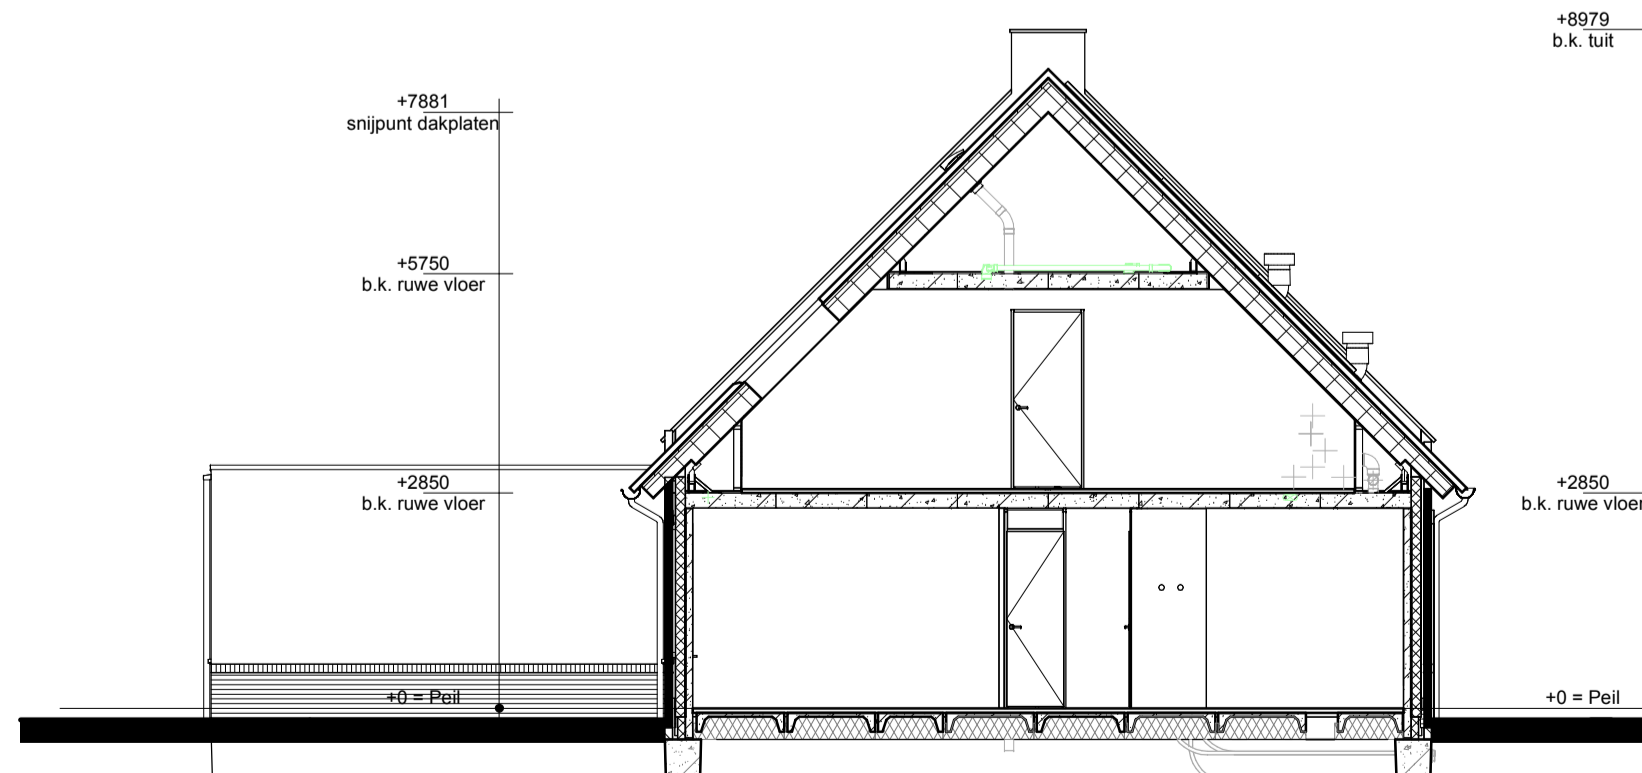 +8979
b.k. tuit
+7881
snijpunt dakplaten
+5750
b.k. ruwe vloer
+2850
b.k. ruwe vloer
+2850
b.k. ruwe vloer
+0 = Peil
+0 = Peil